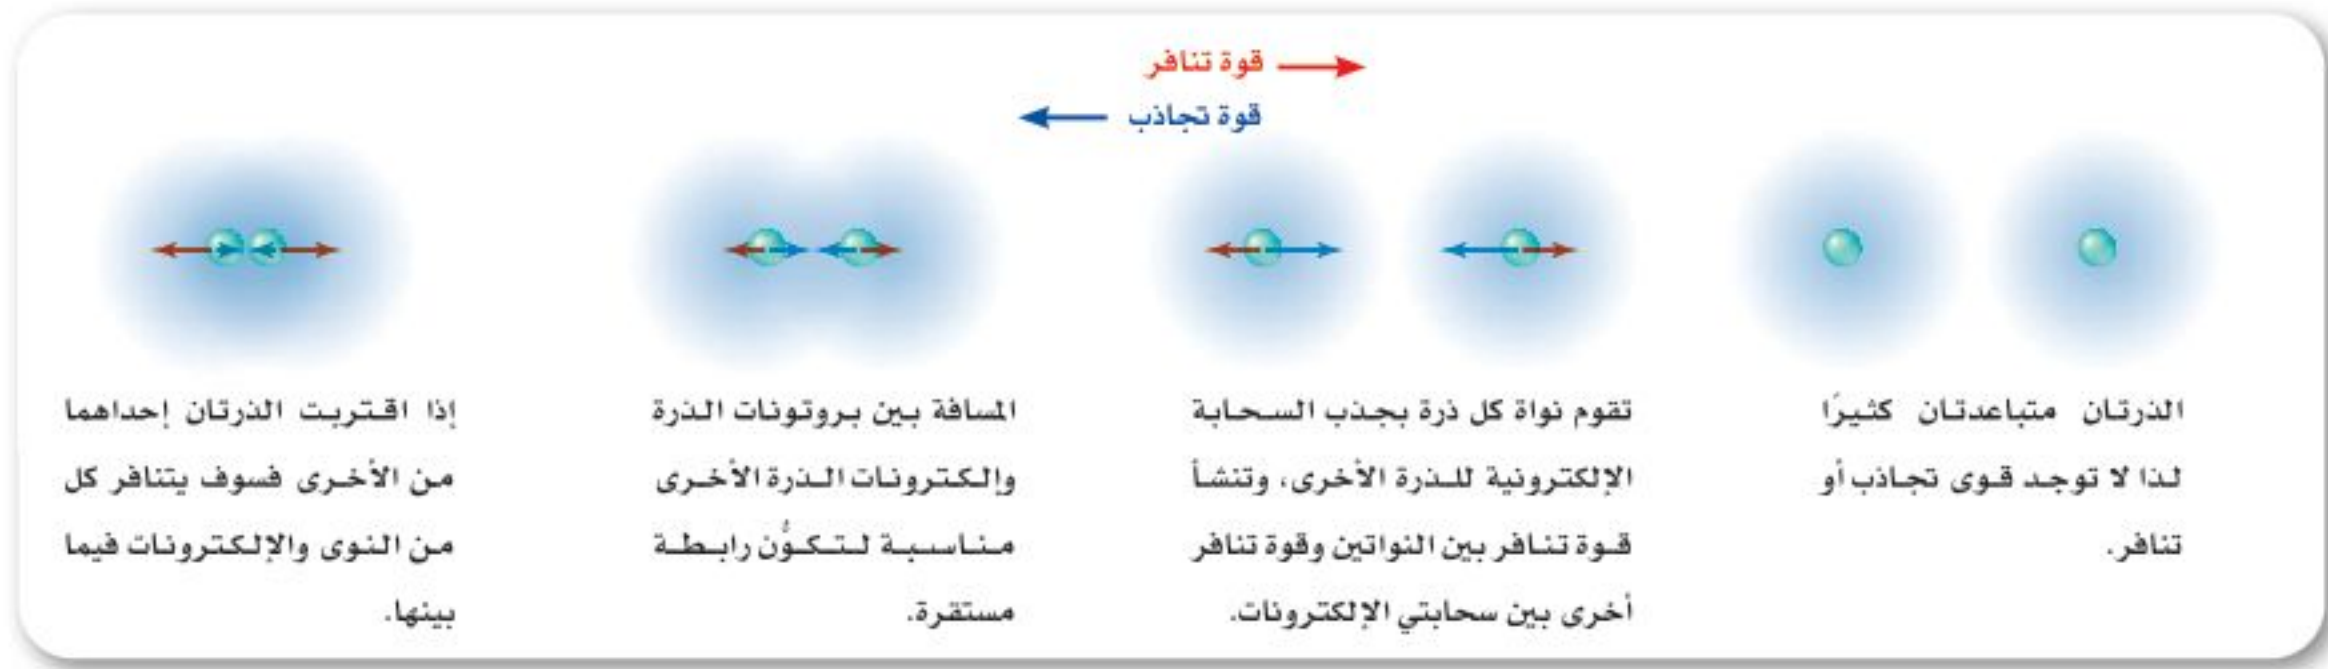 قوة تنافر
قوة تجاذب
الذرتان متباعدتان كثيرًا
لذا لا توجد قوى تجاذب أو
تنافر.
تقوم نواة كل ذرة بجذب السحابة
الإلكترونية للذرة الأخرى، وتنشأ
قوة تنافر بين النواتين وقوة تنافر
أخرى بين سحابتي الإلكترونات.
المسافة بين بروتونات الذرة
وإلكترونات الذرة الأخرى
مناسبة لتكوُّن رابطة
مستقرة.
إذا اقتربت الذرتان إحداهما
من الأخرى فسوف يتنافر كل
من النوى والإلكترونات فيما
بينها.